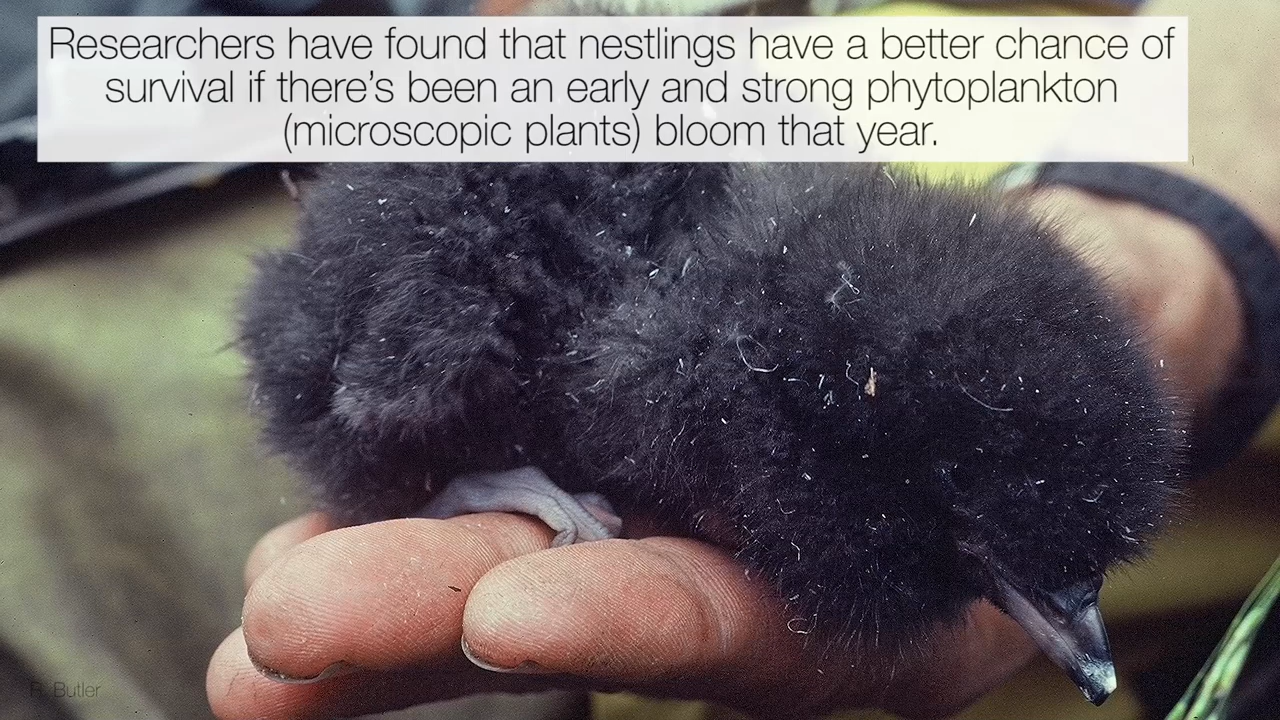 Researchers have found that nestlings have a better chance of
survival if there's been an early and strong phytoplankton
(microscopic plants) bloom that year.
R. Butler